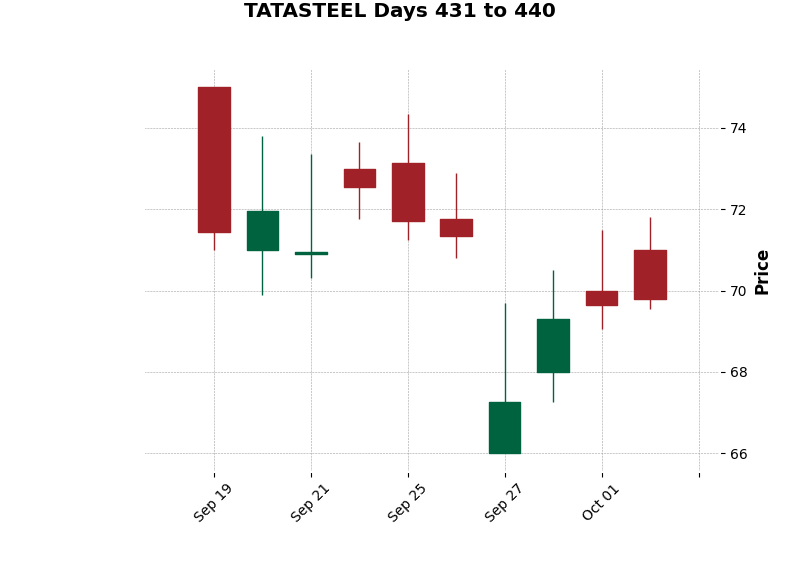 TATASTEEL Days 431 to 440
74
72
70
68
66
Price
Sep 19
Sep 21
Sep 25
Sep 27
Oct 01